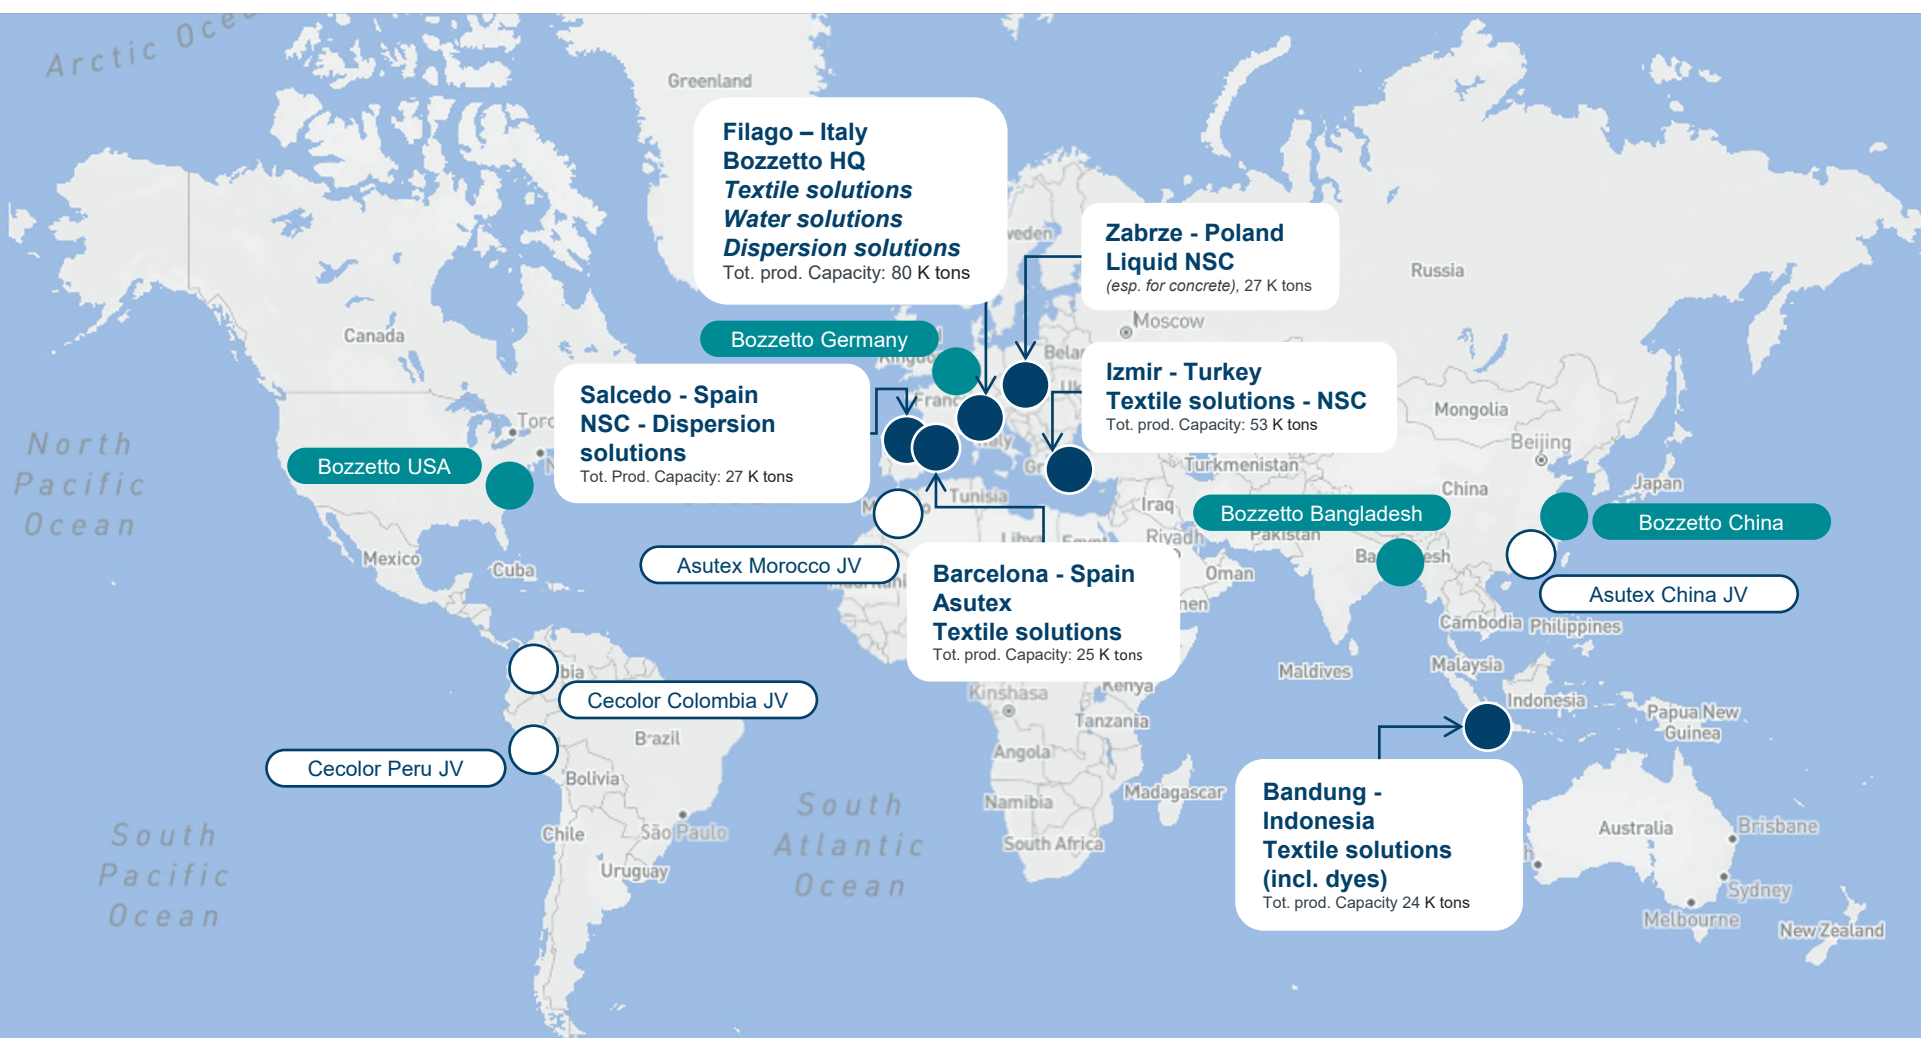 Arctic
Greenland
Filago – Italy
Bozzetto HQ
Textile solutions
Water solutions
Dispersion solutions
Tot. prod. Capacity: 80 K tons
Zabrze - Poland
Liquid NSC
(esp. for concrete), 27 K tons
Russia
Moscow
Canada
Bozzetto Germany
Izmir - Turkey
Textile solutions - NSC
Tot. prod. Capacity: 53 K tons
Salcedo - Spain
NSC - Dispersion
solutions
Tot. Prod. Capacity: 27 K tons
Mongolia
Beijing
North
Pacific
Ocean
Bozzetto USA
Turkmenistan
China
Japan
Tunisia
Iraq
Bozzetto Bangladesh
Bozzetto China
Riyadh
Pakistan
Mexico
Cuba
Asutex Morocco JV
Barcelona - Spain
Asutex
Textile solutions
Tot. prod. Capacity: 25 K tons
Oman
Asutex China JV
Cambodia
Philippines
Maldives
Malaysia
Cecolor Colombia JV
Kinshasa
Kenya
Indonesia
Papua New
Guinea
Tanzania
Brazil
Cecolor Peru JV
Angola
Bolivia
Namibia
Madagascar
Bandung -
Indonesia
Textile solutions
(incl. dyes)
Tot. prod. Capacity 24 K tons
South
Atlantic
Ocean
South
Pacific
Ocean
Chile
São Paulo
South Africa
Uruguay
Australia
Brisbane
Sydney
Melbourne
New Zealand